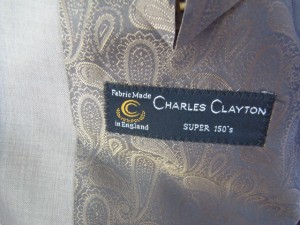 Fabric Made
CHARLES CLAYTON
in England
SUPER 150's